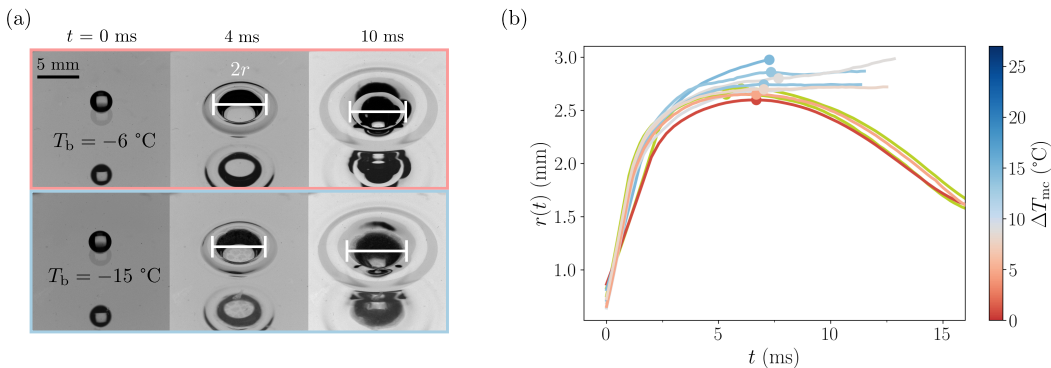 (a)
t = 0 ms
4 ms
10 ms
5 mm
2r
T_b = −6 °C
T_b = −15 °C
(b)
r(t) (mm)
3.0
2.5
2.0
1.5
1.0
0
5
10
15
t (ms)
25
20
15
10
5
0
ΔT_mc (°C)